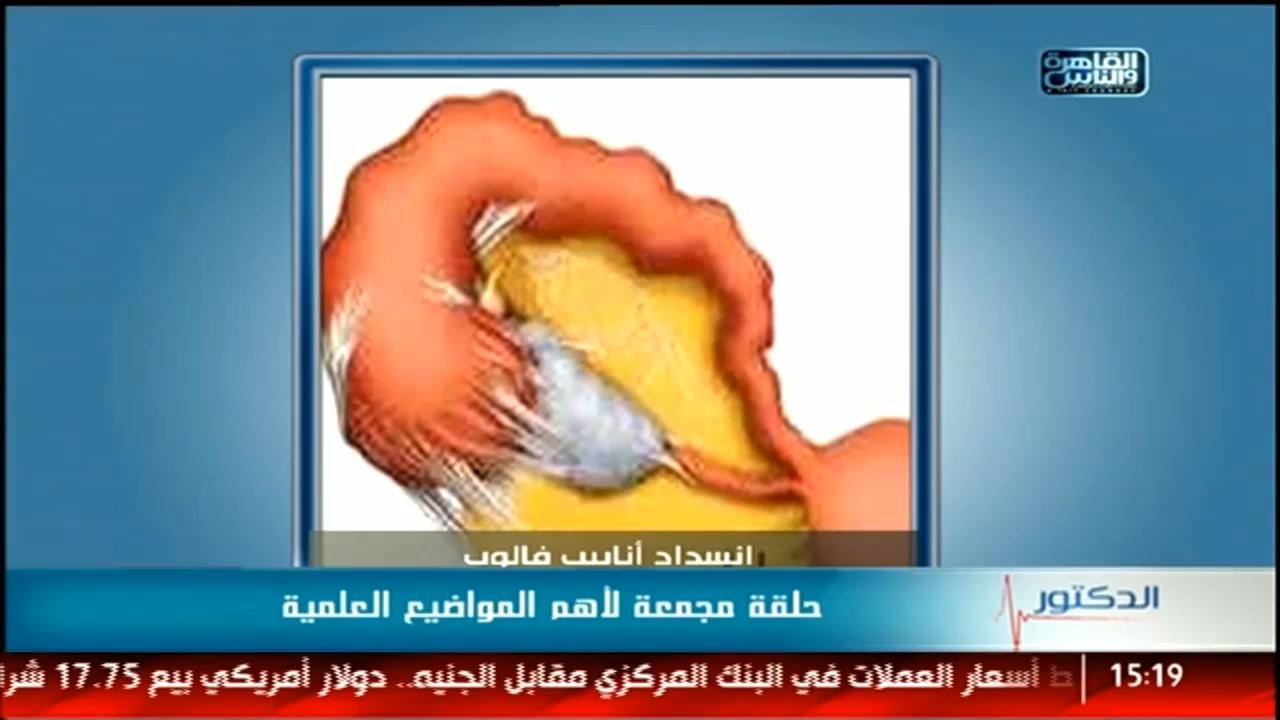 القاهرة
والناس
انسداد أنابيب فالوب
حلقة مجمعة لأهم المواضيع العلمية
الدكتور
أسعار العملات في البنك المركزي مقابل الجنيه.. دولار أمريكي بيع 17.75
15:19